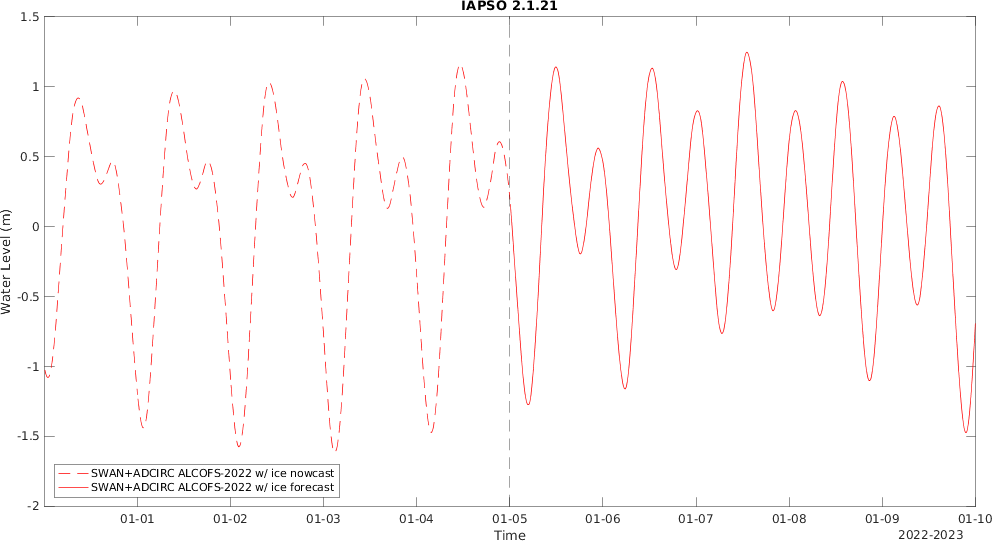 IAPSO 2.1.21
Water Level (m)
1.5
1
0.5
0
-0.5
-1
-1.5
-2
SWAN+ADCIRC ALCOFS-2022 w/ ice nowcast
SWAN+ADCIRC ALCOFS-2022 w/ ice forecast
01-01 01-02 01-03 01-04 01-05 01-06 01-07 01-08 01-09 01-10
Time
2022-2023